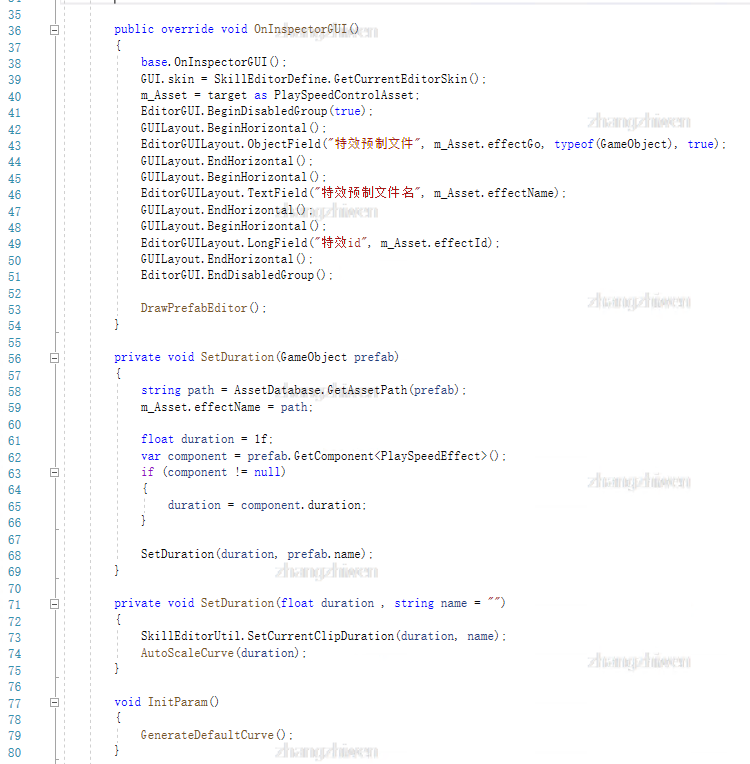 35
36 public override void OnInspectorGUI()
37 {
38 base.OnInspectorGUI();
39 GUI.skin = SkillEditorDefine.GetCurrentEditorSkin();
40 m_Asset = target as PlaySpeedControlAsset;
41 EditorGUI.BeginDisabledGroup(true);
42 GUILayout.BeginHorizontal();
43 EditorGUILayout.ObjectField("特效预制文件", m_Asset.effectGo, typeof(GameObject), true);
44 GUILayout.EndHorizontal();
45 GUILayout.BeginHorizontal();
46 EditorGUILayout.TextField("特效预制文件名", m_Asset.effectName);
47 GUILayout.EndHorizontal();
48 GUILayout.BeginHorizontal();
49 EditorGUILayout.LongField("特效id", m_Asset.effectId);
50 GUILayout.EndHorizontal();
51 EditorGUI.EndDisabledGroup();
52
53 DrawPrefabEditor();
54 }
55
56 private void SetDuration(GameObject prefab)
57 {
58 string path = AssetDatabase.GetAssetPath(prefab);
59 m_Asset.effectName = path;
60
61 float duration = 1f;
62 var component = prefab.GetComponent<PlaySpeedEffect>();
63 if (component != null)
64 {
65 duration = component.duration;
66 }
67
68 SetDuration(duration, prefab.name);
69 }
70
71 private void SetDuration(float duration , string name = "")
72 {
73 SkillEditorUtil.SetCurrentClipDuration(duration, name);
74 AutoScaleCurve(duration);
75 }
76
77 void InitParam()
78 {
79 GenerateDefaultCurve();
80 }